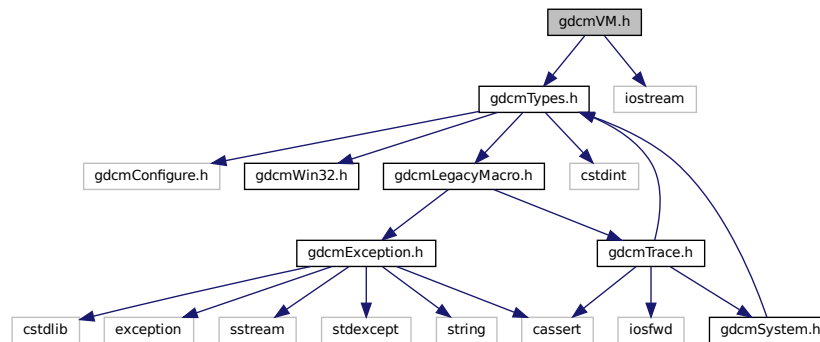 gdcmVM.h
gdcmTypes.h
iostream
gdcmConfigure.h
gdcmWin32.h
gdcmLegacyMacro.h
cstdint
gdcmException.h
gdcmTrace.h
cstdlib
exception
sstream
stdexcept
string
cassert
iosfwd
gdcmSystem.h